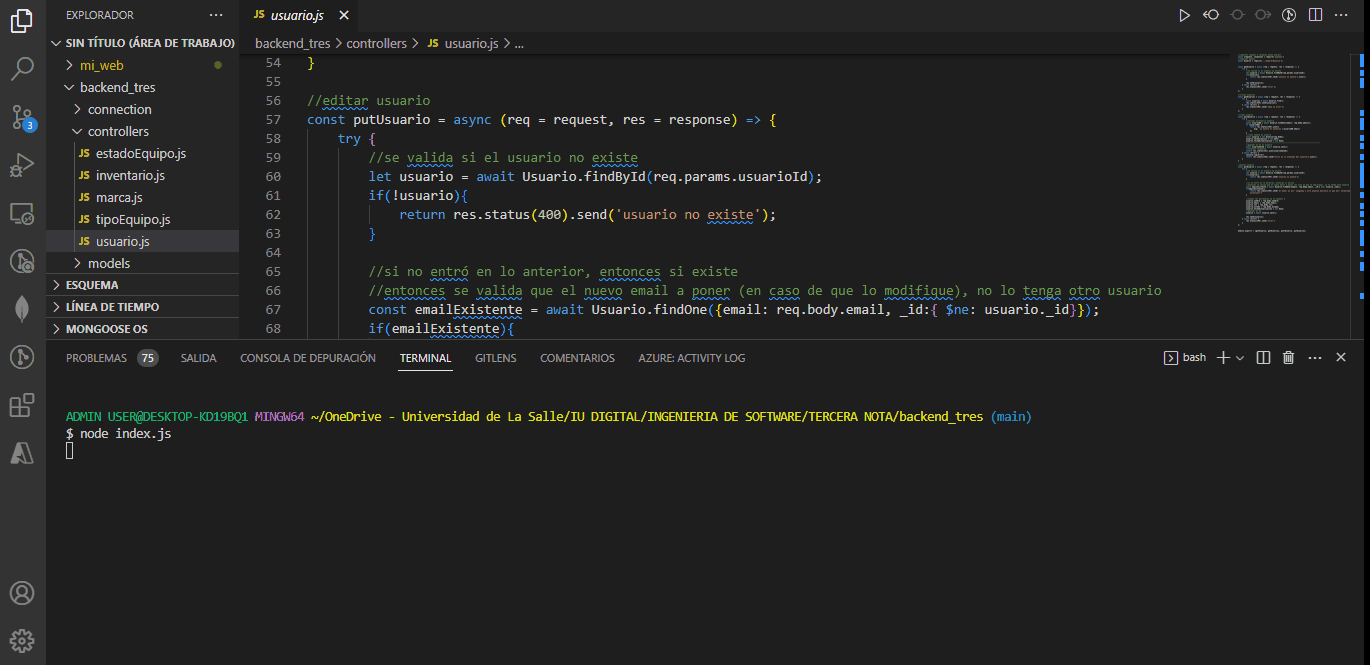 EXPLORADOR
JS usuario.js
SIN TÍTULO (ÁREA DE TRABAJO)
mi_web
backend_tres
connection
controllers
JS estadoEquipo.js
JS inventario.js
JS marca.js
JS tipoEquipo.js
JS usuario.js
models
ESQUEMA
LÍNEA DE TIEMPO
MONGOOSE OS
3
backend_tres > controllers > JS usuario.js > ...
54 }
55
56 //editar usuario
57 const putUsuario = async (req = request, res = response) => {
58 try {
59 //se valida si el usuario no existe
60 let usuario = await Usuario.findById(req.params.usuarioId);
61 if(!usuario){
62 return res.status(400).send('usuario no existe');
63 }
64
65 //si no entró en lo anterior, entonces si existe
66 //entonces se valida que el nuevo email a poner (en caso de que lo modifique), no lo tenga otro usuario
67 const emailExistente = await Usuario.findOne({email: req.body.email, _id:{ $ne: usuario._id}});
68 if(emailExistente){
PROBLEMAS 75 SALIDA CONSOLA DE DEPURACIÓN TERMINAL GITLENS COMENTARIOS AZURE: ACTIVITY LOG bash
ADMIN USER@DESKTOP-KD19BQ1 MINGW64 ~/OneDrive - Universidad de La Salle/IU DIGITAL/INGENIERIA DE SOFTWARE/TERCERA NOTA/backend_tres (main)
$ node index.js